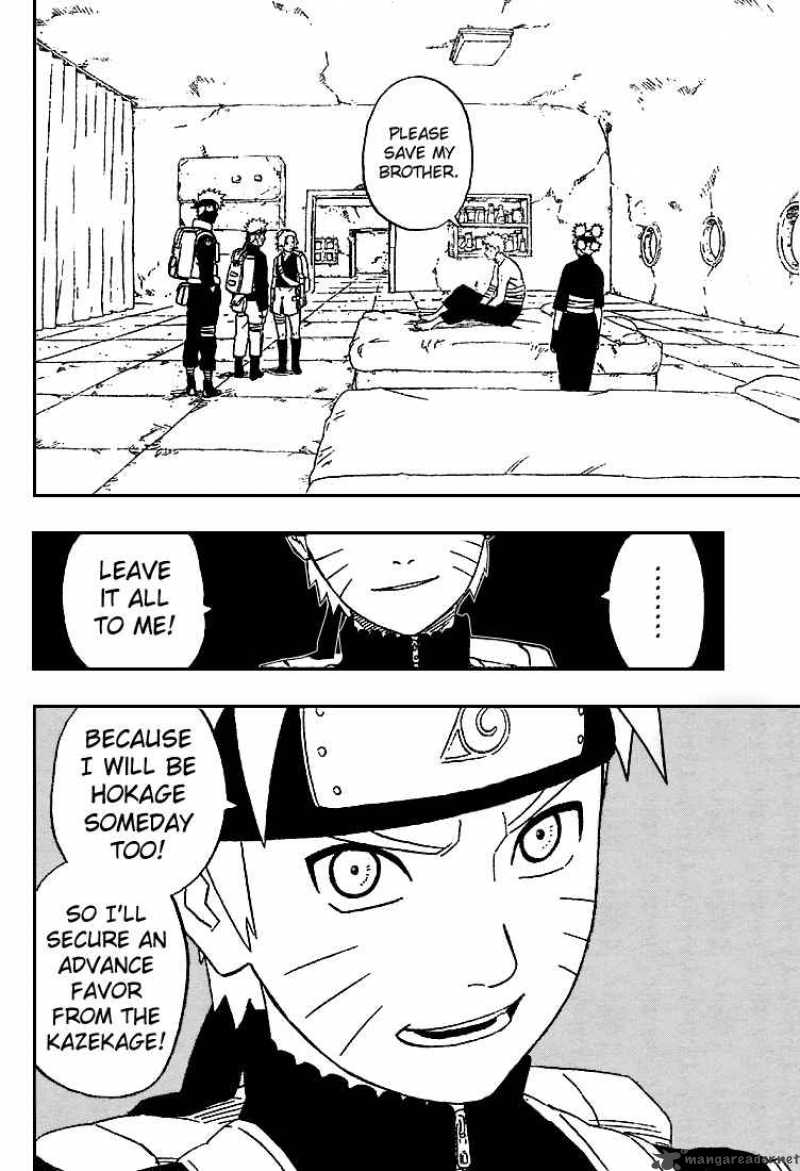 PLEASE
SAVE MY
BROTHER.
........
LEAVE
IT ALL
TO ME!
BECAUSE
I WILL BE
HOKAGE
SOMEDAY
TOO!
SO I'LL
SECURE AN
ADVANCE
FAVOR
FROM THE
KAZEKAGE!
mangareader.net